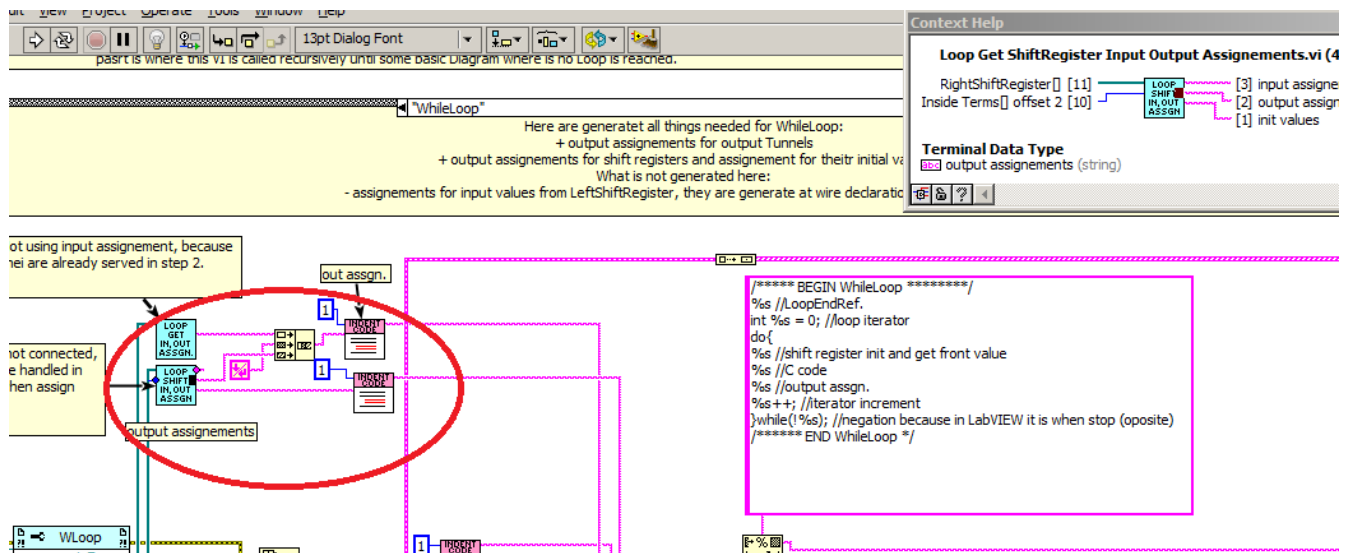 View Project Operate Tools Window Help
13pt Dialog Font
pasrt is where this VI is called recursively until some basic Diagram where is no Loop is reached.
Context Help
Loop Get ShiftRegister Input Output Assignements.vi (4
RightShiftRegister[] [11]
Inside Terms[] offset 2 [10]
LOOP
SHIFT
IN,OUT
ASSGN
[3] input assigne
[2] output assign
[1] init values
Terminal Data Type
abc output assignements (string)
"WhileLoop"
Here are generatet all things needed for WhileLoop:
+ output assignements for output Tunnels
+ output assignements for shift registers and assignement for theitr initial va
What is not generated here:
- assignements for input values from LeftShiftRegister, they are generate at wire declaratio
ot using input assignement, because
nei are already served in step 2.
out assgn.
1
LOOP
GET
IN,OUT
ASSGN.
INDENT
CODE
not connected,
e handled in
hen assign
LOOP
SHIFT
IN,OUT
ASSGN
1
INDENT
CODE
output assignements
/***** BEGIN WhileLoop ********/
%s //LoopEndRef.
int %s = 0; //loop iterator
do{
%s //shift register init and get front value
%s //C code
%s //output assgn.
%s++; //iterator increment
}while(!%s); //negation because in LabVIEW it is when stop (oposite)
/****** END WhileLoop */
WLoop
1
INDENT